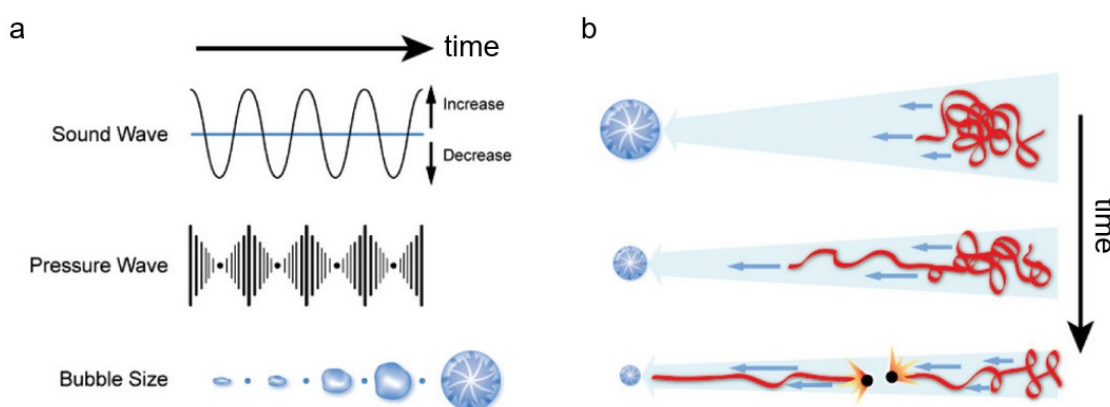 a
time
Sound Wave
Increase
Decrease
Pressure Wave
Bubble Size
b
time